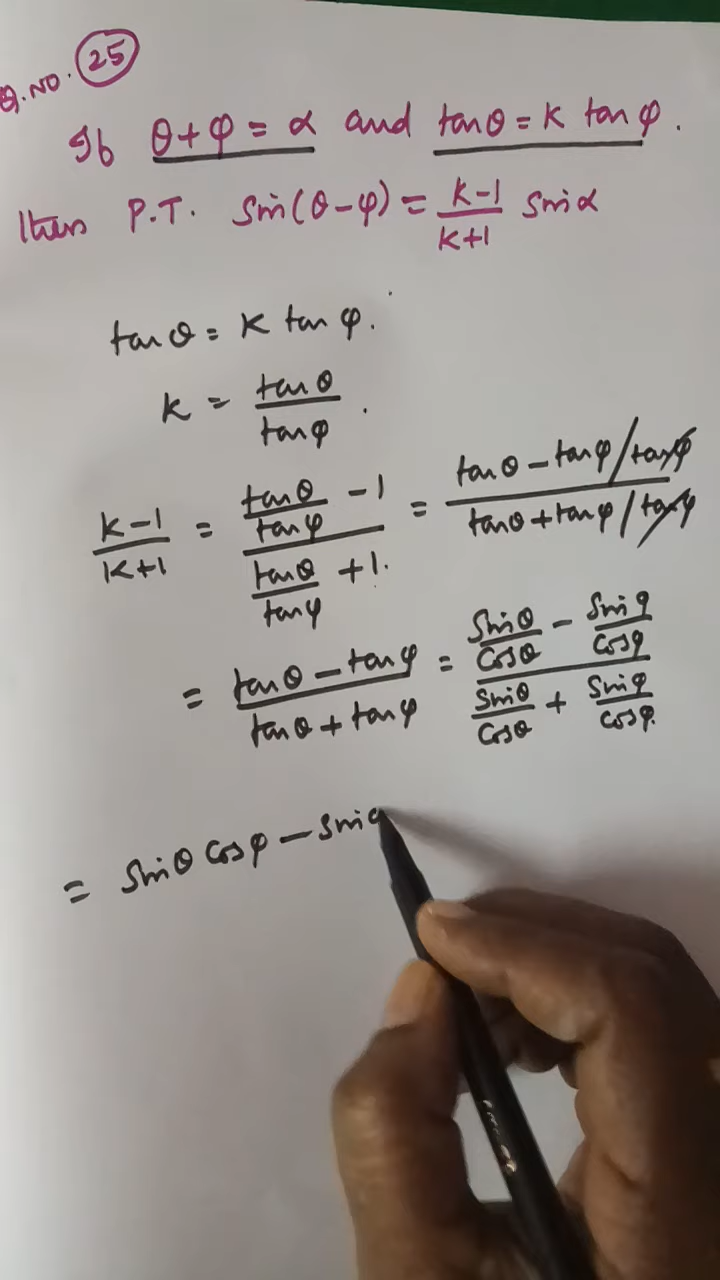 Q.NO. 25
If θ+φ = α and tanθ = K tanφ.
then P.T. Sin(θ-φ) = K-1/K+1 Sinα
tanθ = K tanφ.
K = tanθ/tanφ.
K-1/K+1 = tanθ/tanφ -1 / tanθ/tanφ +1. = tanθ - tanφ/tanφ / tanθ+tanφ/tanφ
= tanθ - tanφ / tanθ + tanφ = Sinθ/Cosθ - Sinφ/Cosφ / Sinθ/Cosθ + Sinφ/Cosφ.
= Sinθ Cosφ - Sinφ